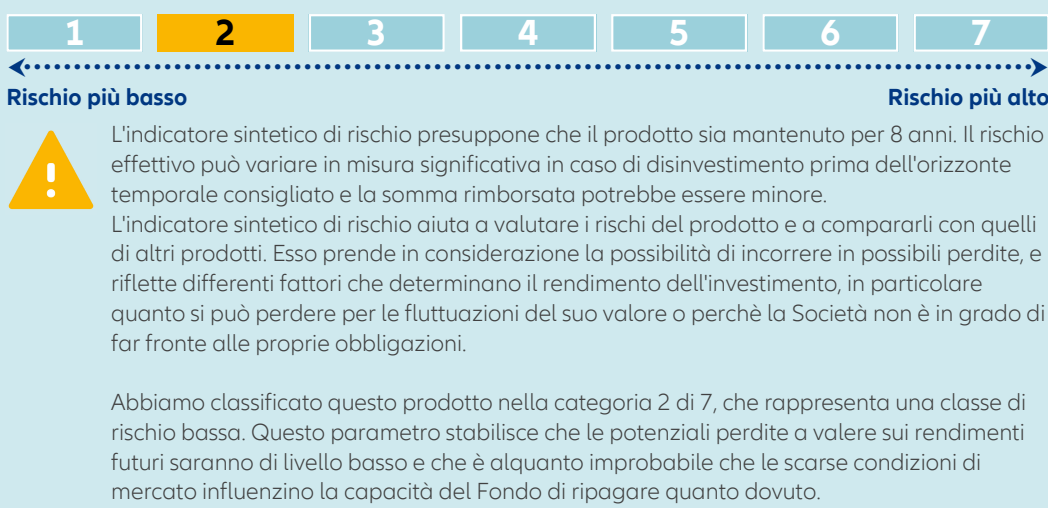 1 2 3 4 5 6 7
Rischio più basso Rischio più alto
L'indicatore sintetico di rischio presuppone che il prodotto sia mantenuto per 8 anni. Il rischio
effettivo può variare in misura significativa in caso di disinvestimento prima dell'orizzonte
temporale consigliato e la somma rimborsata potrebbe essere minore.
L'indicatore sintetico di rischio aiuta a valutare i rischi del prodotto e a compararli con quelli
di altri prodotti. Esso prende in considerazione la possibilità di incorrere in possibili perdite, e
riflette differenti fattori che determinano il rendimento dell'investimento, in particolare
quanto si può perdere per le fluttuazioni del suo valore o perchè la Società non è in grado di
far fronte alle proprie obbligazioni.
Abbiamo classificato questo prodotto nella categoria 2 di 7, che rappresenta una classe di
rischio bassa. Questo parametro stabilisce che le potenziali perdite a valere sui rendimenti
futuri saranno di livello basso e che è alquanto improbabile che le scarse condizioni di
mercato influenzino la capacità del Fondo di ripagare quanto dovuto.